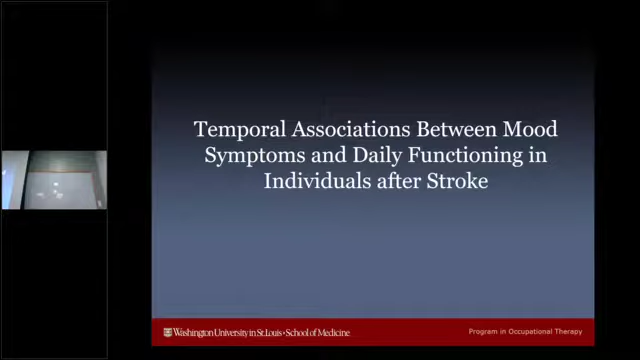 Temporal Associations Between Mood
Symptoms and Daily Functioning in
Individuals after Stroke
Washington University in St. Louis • School of Medicine
Program in Occupational Therapy